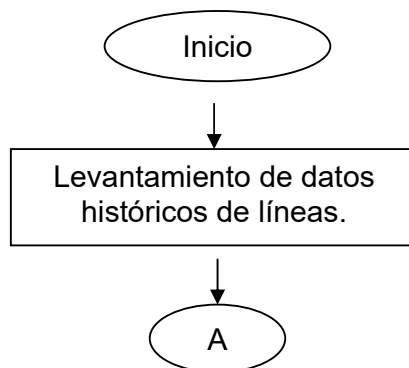 Inicio
Levantamiento de datos
históricos de líneas.
A